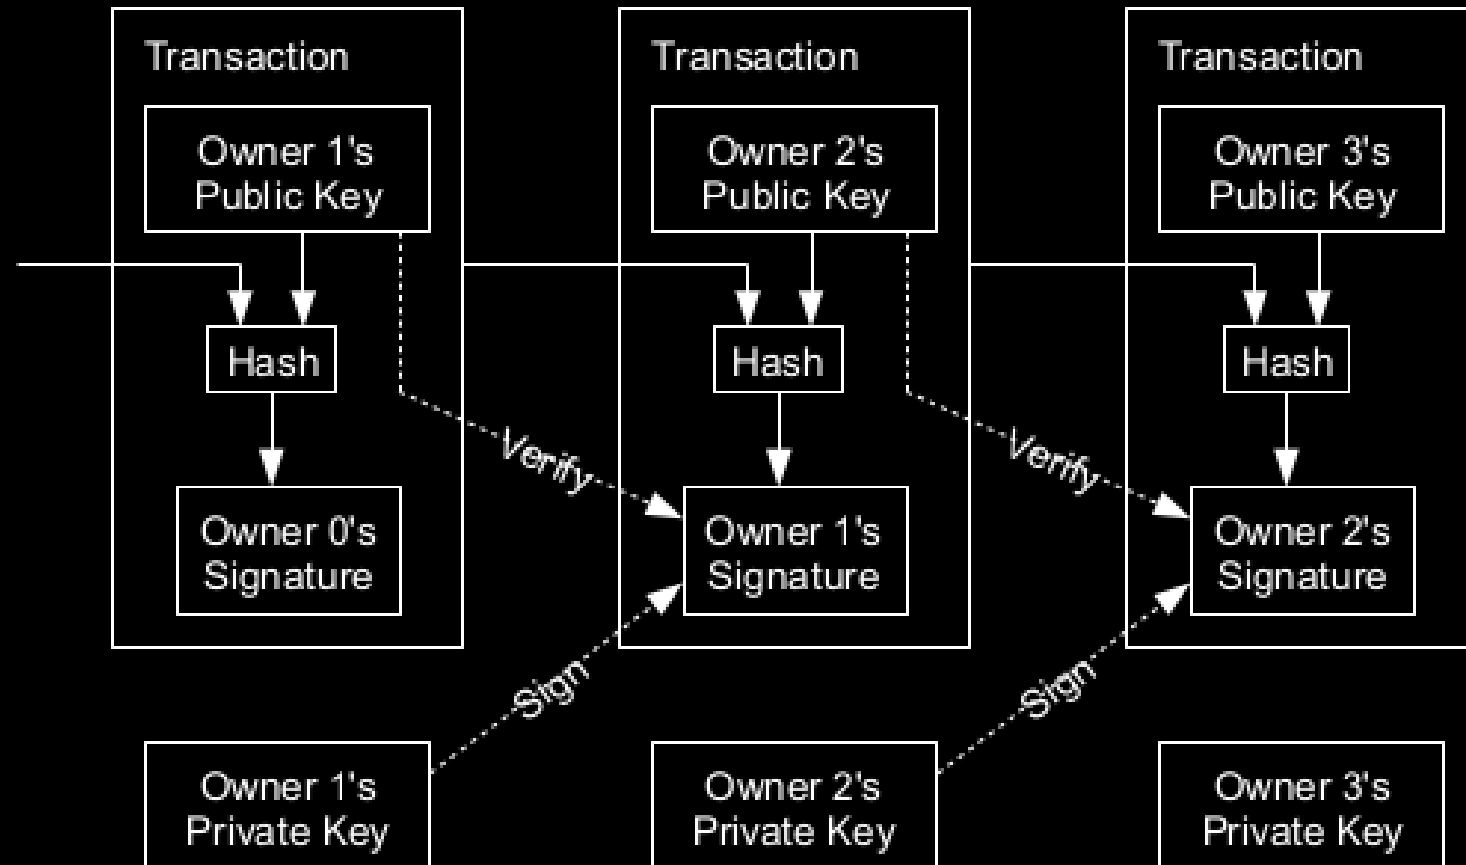 Transaction
Transaction
Transaction
Owner 1's
Public Key
Owner 2's
Public Key
Owner 3's
Public Key
Hash
Hash
Hash
Verify
Verify
Owner 0's
Signature
Owner 1's
Signature
Owner 2's
Signature
Sign
Sign
Owner 1's
Private Key
Owner 2's
Private Key
Owner 3's
Private Key